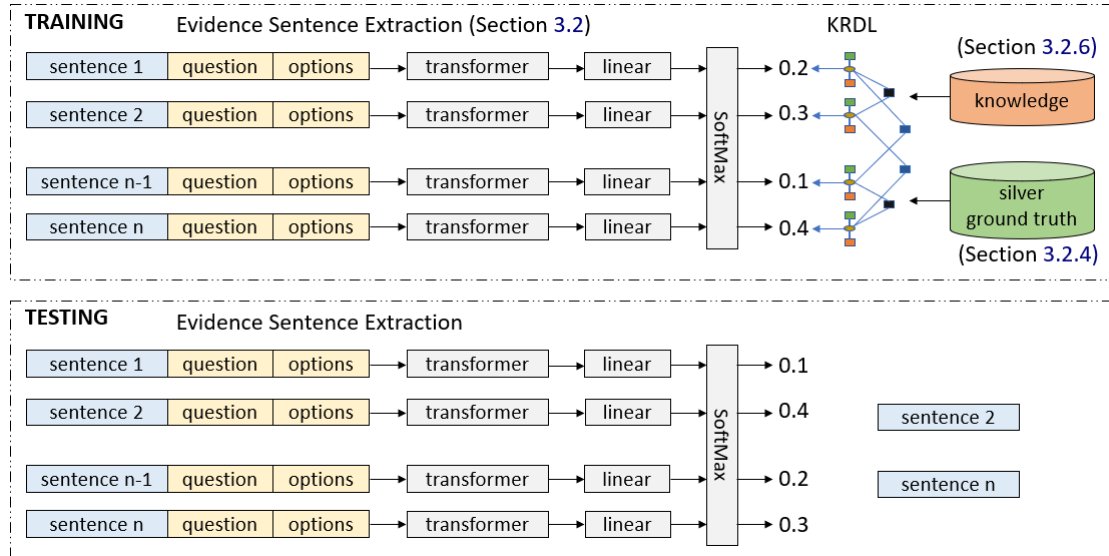 TRAINING Evidence Sentence Extraction (Section 3.2) KRDL
(Section 3.2.6)
sentence 1 question options transformer linear 0.2
knowledge
sentence 2 question options transformer linear 0.3
SoftMax
sentence n-1 question options transformer linear 0.1
silver
ground truth
sentence n question options transformer linear 0.4
(Section 3.2.4)
TESTING Evidence Sentence Extraction
sentence 1 question options transformer linear 0.1
sentence 2 question options transformer linear 0.4 sentence 2
SoftMax
sentence n-1 question options transformer linear 0.2 sentence n
sentence n question options transformer linear 0.3